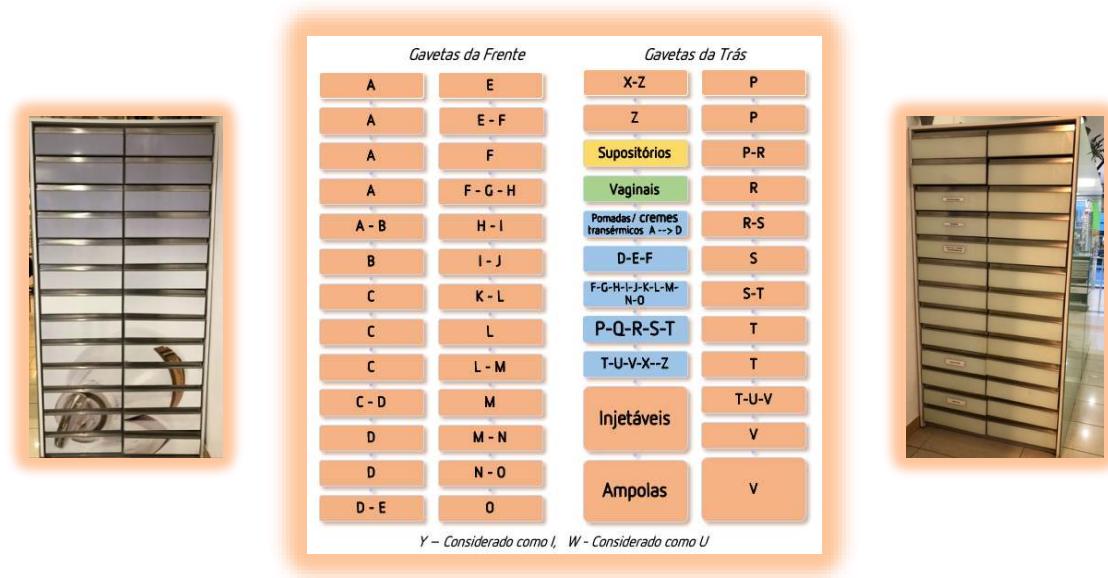 Gavetas da Frente
Gavetas da Trás
A
E
X-Z
P
A
E - F
Z
P
A
F
Supositórios
P-R
A
F - G - H
Vaginais
R
A - B
H - I
Pomadas/ cremes
transérmicos A --> D
R-S
B
I - J
D-E-F
S
C
K - L
F-G-H-I-J-K-L-M-
N-O
S-T
C
L
P-Q-R-S-T
T
C
L - M
T-U-V-X--Z
T
C - D
M
Injetáveis
T-U-V
D
M - N
V
D
N - O
Ampolas
V
D - E
O
Y – Considerado como I, W - Considerado como U